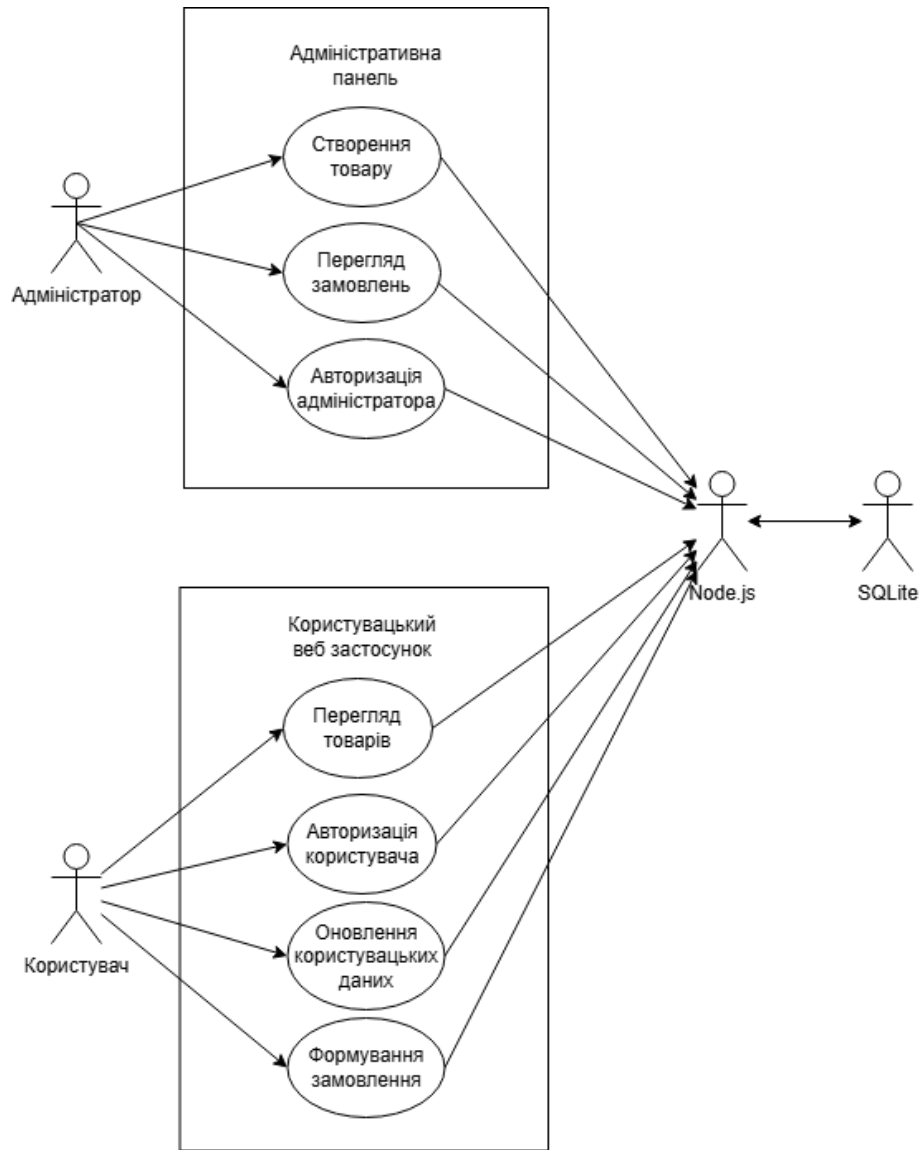 Адміністративна
панель
Створення
товару
Перегляд
замовлень
Адміністратор
Авторизація
адміністратора
Node.js
SQLite
Користувацький
веб застосунок
Перегляд
товарів
Авторизація
користувача
Оновлення
користувацьких
даних
Користувач
Формування
замовлення